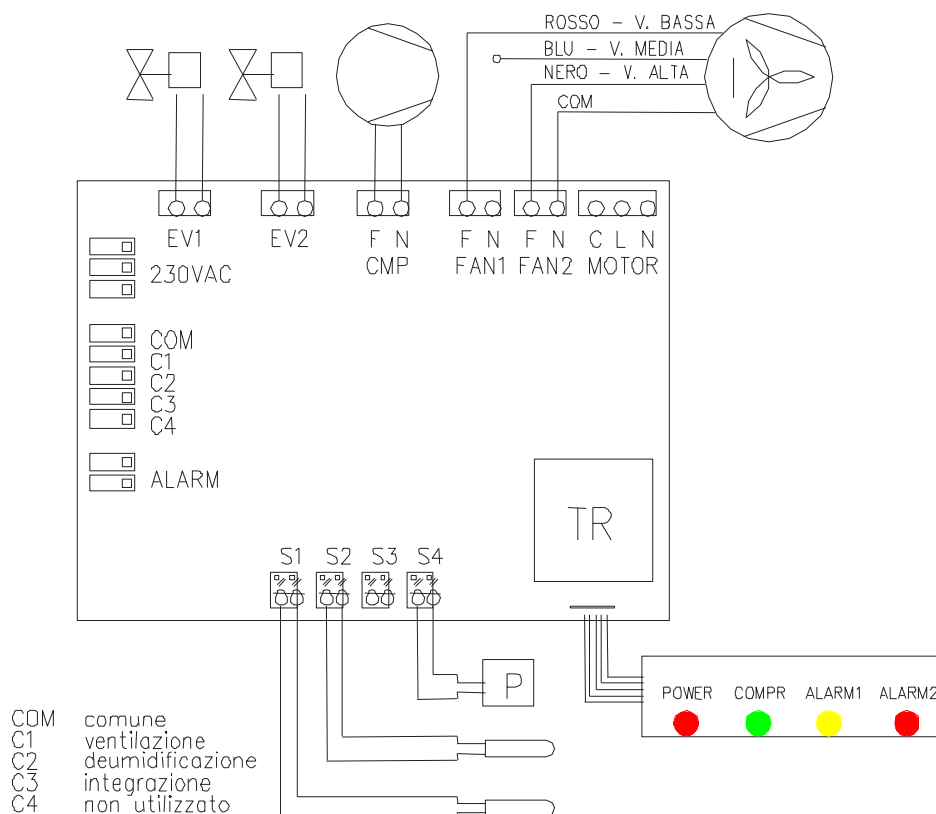 ROSSO - V. BASSA
BLU - V. MEDIA
NERO - V. ALTA
COM
EV1 EV2 F N F N F N C L N
CMP FAN1 FAN2 MOTOR
230VAC
COM
C1
C2
C3
C4
ALARM
TR
S1 S2 S3 S4
P
POWER COMPR ALARM1 ALARM2
COM comune
C1 ventilazione
C2 deumidificazione
C3 integrazione
C4 non utilizzato